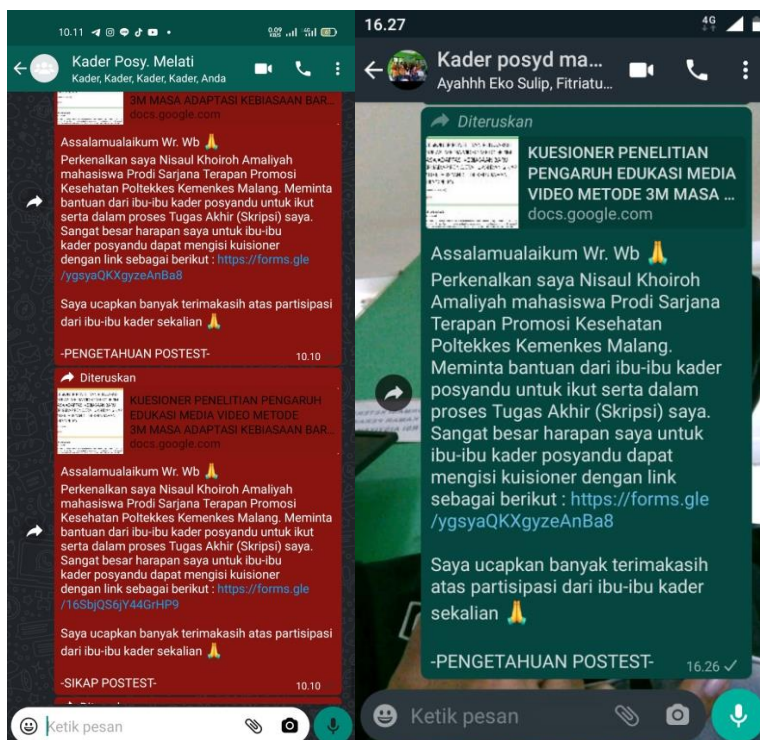 10.11
0.09
KB/S
Kader Posy. Melati
Kader, Kader, Kader, Kader, Anda
3M MASA ADAPTASI KEBIASAAN BAR...
docs.google.com
Assalamualaikum Wr. Wb 🙏
Perkenalkan saya Nisaul Khoiroh Amaliyah
mahasiswa Prodi Sarjana Terapan Promosi
Kesehatan Poltekkes Kemenkes Malang. Meminta
bantuan dari ibu-ibu kader posyandu untuk ikut
serta dalam proses Tugas Akhir (Skripsi) saya.
Sangat besar harapan saya untuk ibu-ibu
kader posyandu dapat mengisi kuisioner
dengan link sebagai berikut : https://forms.gle
/ygsyaQKXgyzeAnBa8
Saya ucapkan banyak terimakasih atas partisipasi
dari ibu-ibu kader sekalian 🙏
-PENGETAHUAN POSTEST-
10.10
Diteruskan
KUESIONER PENELITIAN PENGARUH
EDUKASI MEDIA VIDEO METODE
3M MASA ADAPTASI KEBIASAAN BAR...
docs.google.com
Assalamualaikum Wr. Wb 🙏
Perkenalkan saya Nisaul Khoiroh Amaliyah
mahasiswa Prodi Sarjana Terapan Promosi
Kesehatan Poltekkes Kemenkes Malang. Meminta
bantuan dari ibu-ibu kader posyandu untuk ikut
serta dalam proses Tugas Akhir (Skripsi) saya.
Sangat besar harapan saya untuk ibu-ibu
kader posyandu dapat mengisi kuisioner
dengan link sebagai berikut : https://forms.gle
/16SbjQS6jY44GrHP9
Saya ucapkan banyak terimakasih atas partisipasi
dari ibu-ibu kader sekalian 🙏
-SIKAP POSTEST-
10.10
Ketik pesan
16.27
4G
Kader posyd ma...
Ayahhh Eko Sulip, Fitriatu...
Diteruskan
KUESIONER PENELITIAN
PENGARUH EDUKASI MEDIA
VIDEO METODE 3M MASA ...
docs.google.com
Assalamualaikum Wr. Wb 🙏
Perkenalkan saya Nisaul Khoiroh
Amaliyah mahasiswa Prodi Sarjana
Terapan Promosi Kesehatan
Poltekkes Kemenkes Malang.
Meminta bantuan dari ibu-ibu kader
posyandu untuk ikut serta dalam
proses Tugas Akhir (Skripsi) saya.
Sangat besar harapan saya untuk
ibu-ibu kader posyandu dapat
mengisi kuisioner dengan link
sebagai berikut : https://forms.gle
/ygsyaQKXgyzeAnBa8
Saya ucapkan banyak terimakasih
atas partisipasi dari ibu-ibu kader
sekalian 🙏
-PENGETAHUAN POSTEST-
16.26
Ketik pesan